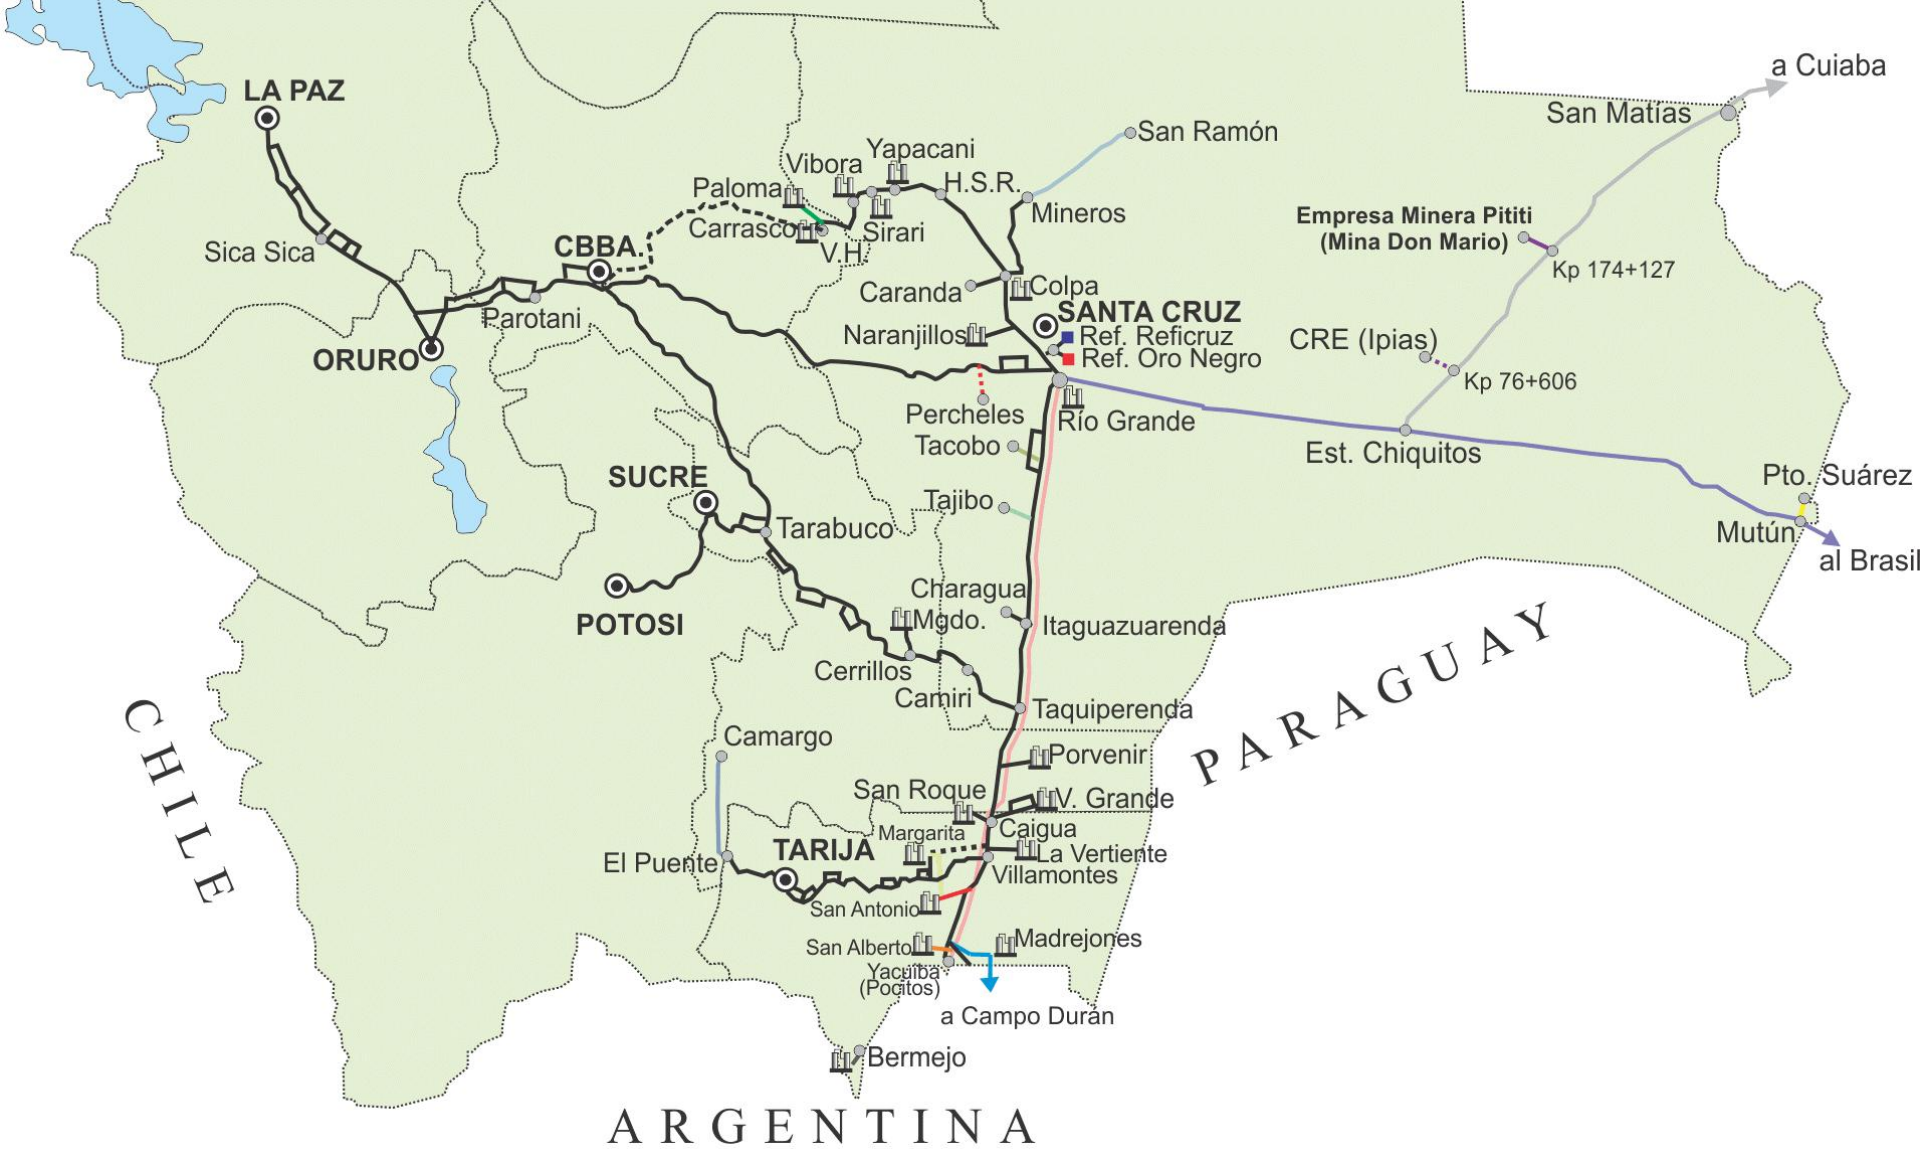 a Cuiaba
LA PAZ
San Matías
San Ramón
Yapacani
Vibora
H.S.R.
Paloma
Mineros
Empresa Minera Pititi
(Mina Don Mario)
Carrasco
Sirari
CBBA.
V.H.
Sica Sica
Kp 174+127
Colpa
Caranda
SANTA CRUZ
Parotani
Naranjillos
Ref. Reficruz
CRE (Ipias)
ORURO
Ref. Oro Negro
Kp 76+606
Percheles
Río Grande
Tacobo
Est. Chiquitos
SUCRE
Pto. Suárez
Tajibo
Tarabuco
Mutún
al Brasil
Charagua
POTOSI
Mgdo.
Itaguazuarenda
Cerrillos
Camiri
Taquiperenda
PARAGUAY
CHILE
Camargo
Porvenir
San Roque
V. Grande
Margarita
Caigua
TARIJA
La Vertiente
El Puente
Villamontes
San Antonio
San Alberto
Madrejones
Yacuiba
(Pocitos)
a Campo Durán
Bermejo
ARGENTINA